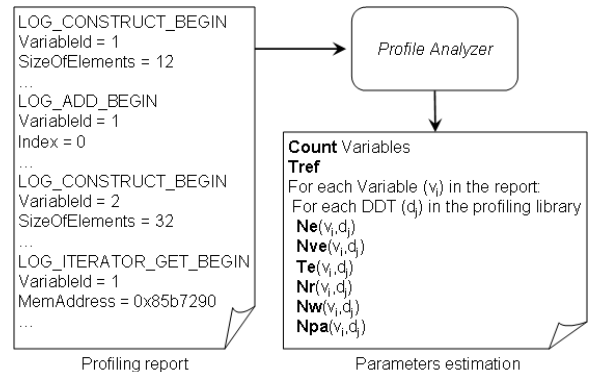 LOG_CONSTRUCT_BEGIN
VariableId = 1
SizeOfElements = 12
...
LOG_ADD_BEGIN
VariableId = 1
Index = 0
...
LOG_CONSTRUCT_BEGIN
VariableId = 2
SizeOfElements = 32
...
LOG_ITERATOR_GET_BEGIN
VariableId = 1
MemAddress = 0x85b7290
...
Profiling report
Profile Analyzer
Count Variables
Tref
For each Variable (vi) in the report:
For each DDT (dj) in the profiling library
Ne(vi,dj)
Nve(vi,dj)
Te(vi,dj)
Nr(vi,dj)
Nw(vi,dj)
Npa(vi,dj)
Parameters estimation